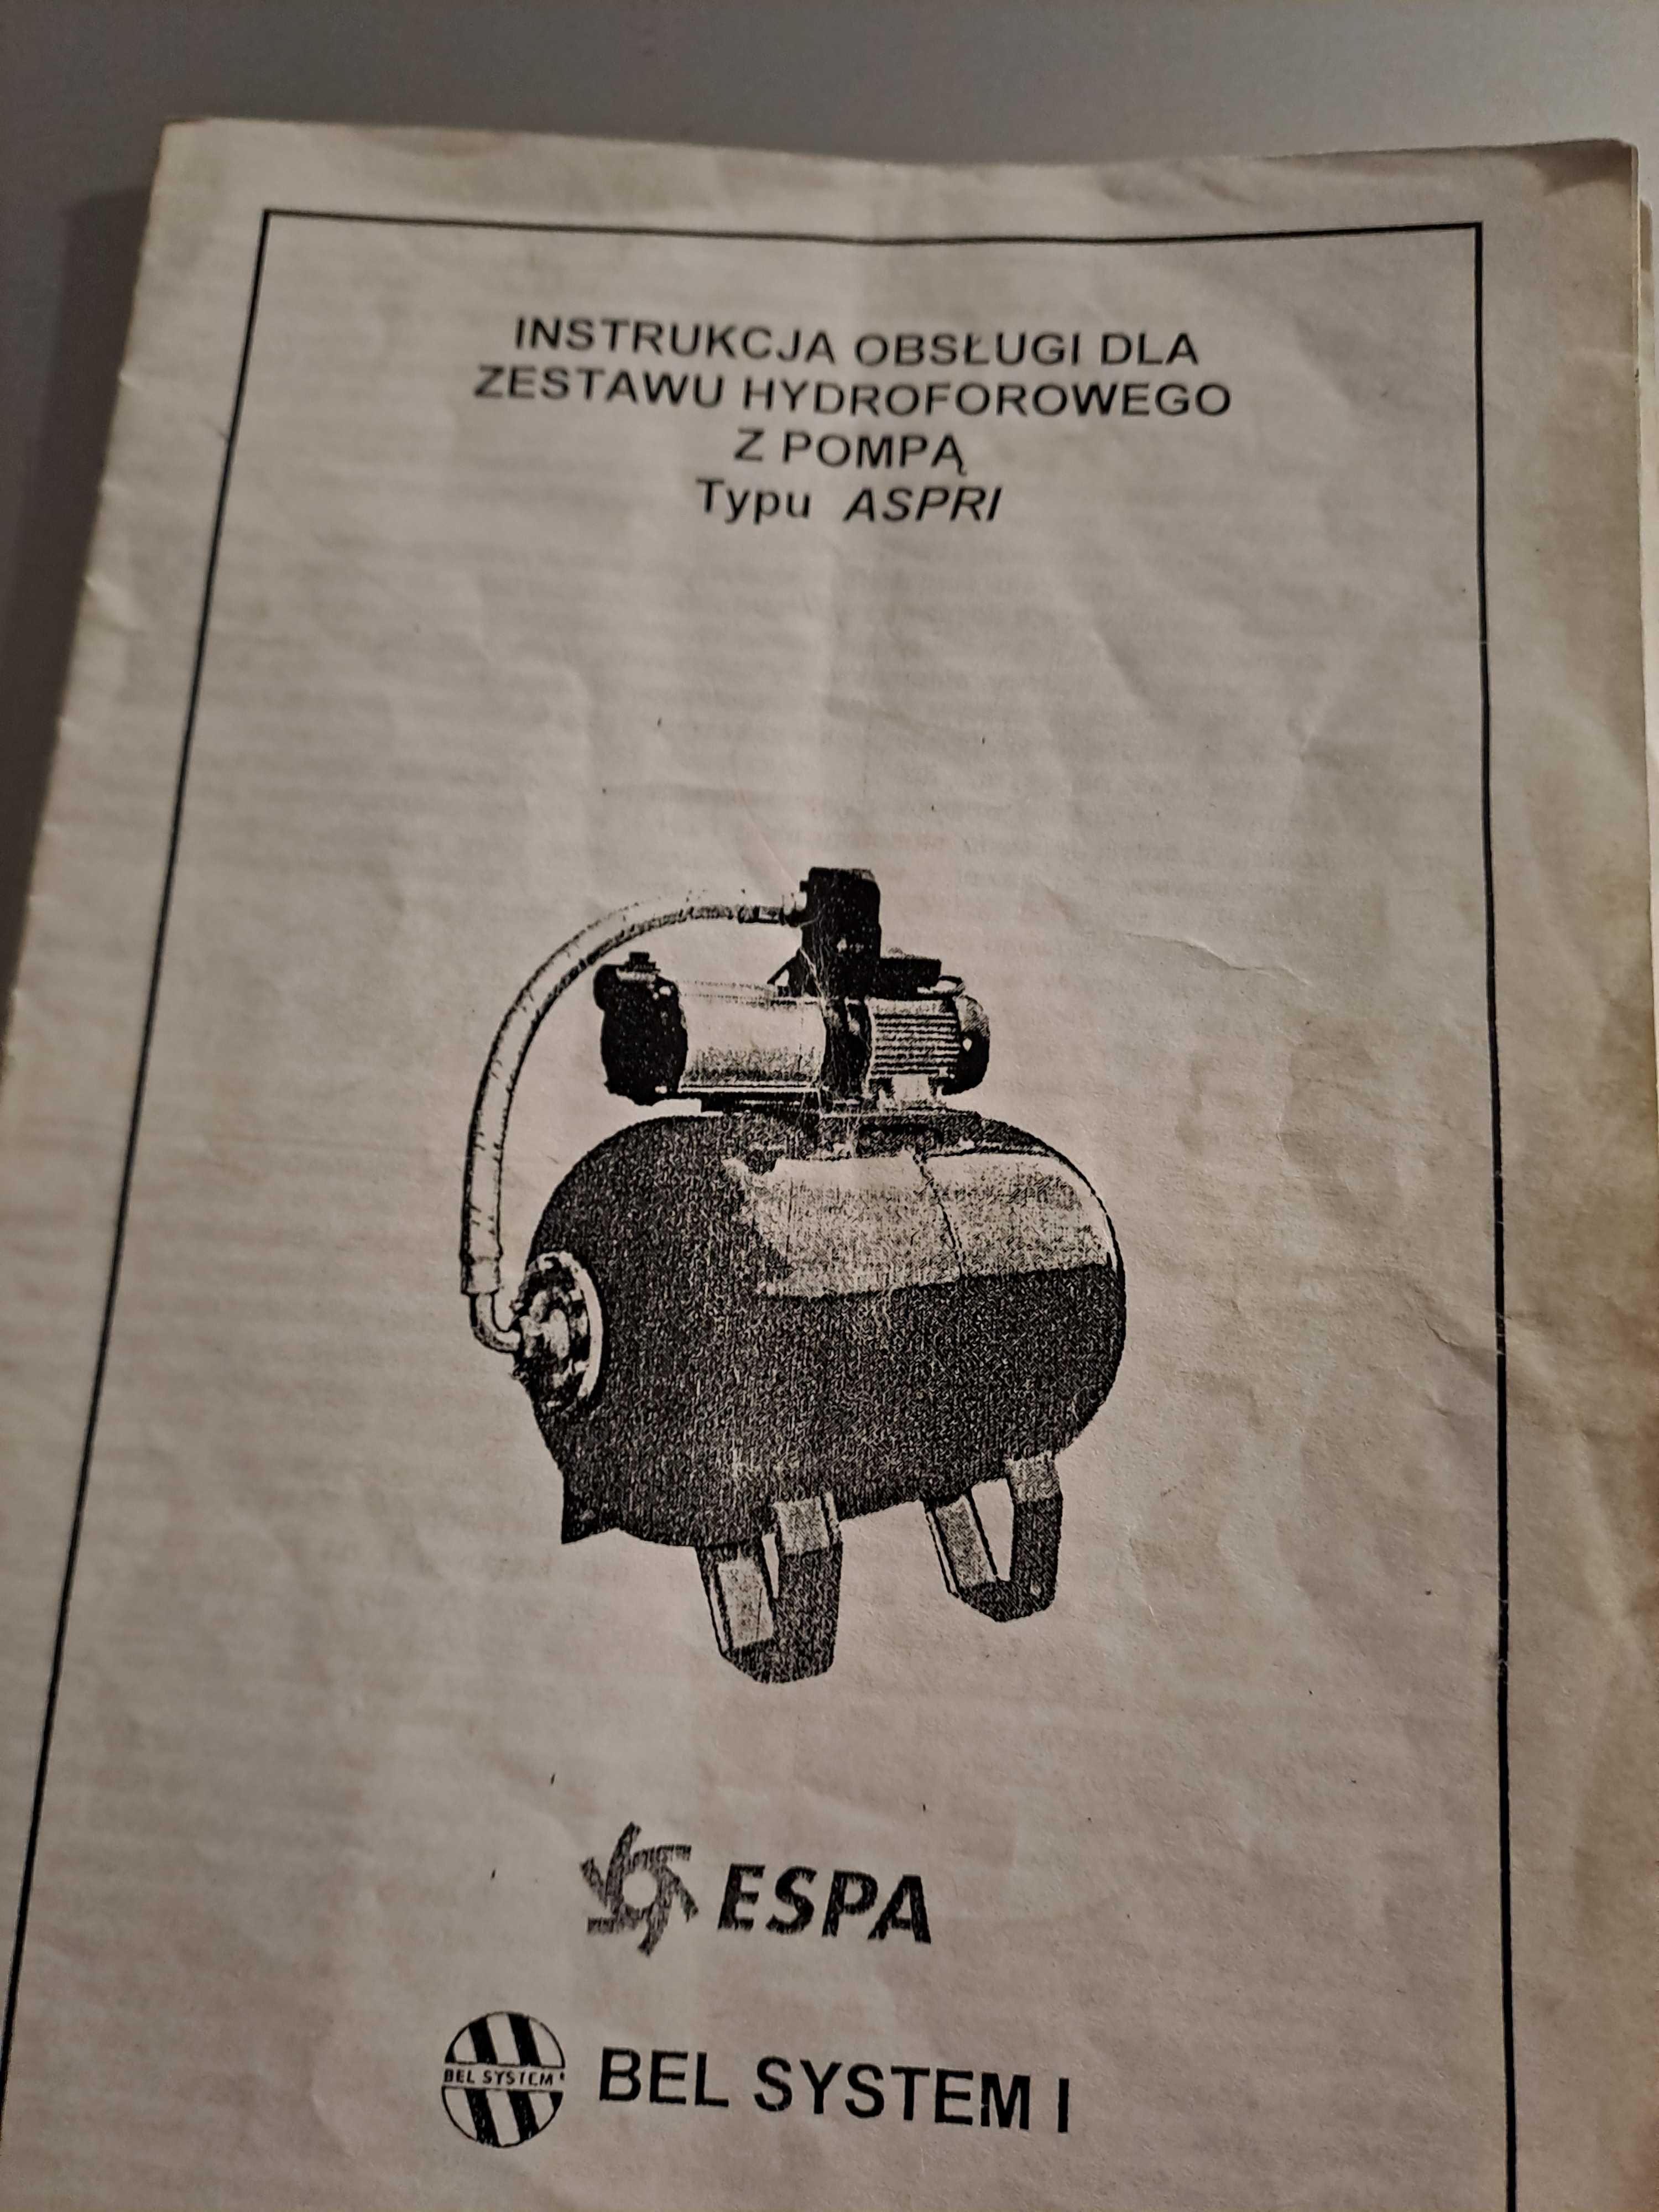 INSTRUKCJA OBSŁUGI DLA
ZESTAWU HYDROFOROWEGO
Z POMPĄ
Typu ASPRI
ESPA
BEL SYSTEM I
BEL SYSTEM I